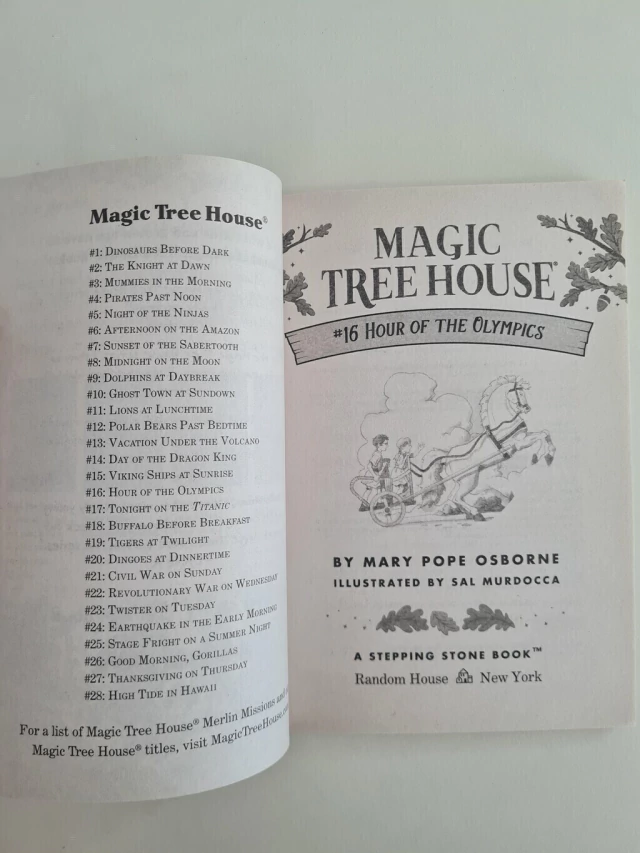 Magic Tree House®
#1: Dinosaurs Before Dark
#2: The Knight at Dawn
#3: Mummies in the Morning
#4: Pirates Past Noon
#5: Night of the Ninjas
#6: Afternoon on the Amazon
#7: Sunset of the Sabertooth
#8: Midnight on the Moon
#9: Dolphins at Daybreak
#10: Ghost Town at Sundown
#11: Lions at Lunchtime
#12: Polar Bears Past Bedtime
#13: Vacation Under the Volcano
#14: Day of the Dragon King
#15: Viking Ships at Sunrise
#16: Hour of the Olympics
#17: Tonight on the Titanic
#18: Buffalo Before Breakfast
#19: Tigers at Twilight
#20: Dingoes at Dinnertime
#21: Civil War on Sunday
#22: Revolutionary War on Wednesday
#23: Twister on Tuesday
#24: Earthquake in the Early Morning
#25: Stage Fright on a Summer Night
#26: Good Morning, Gorillas
#27: Thanksgiving on Thursday
#28: High Tide in Hawaii
For a list of Magic Tree House® Merlin Missions and
Magic Tree House® titles, visit MagicTreeHouse.
MAGIC
TREE HOUSE®
#16 HOUR OF THE OLYMPICS
BY MARY POPE OSBORNE
ILLUSTRATED BY SAL MURDOCCA
A STEPPING STONE BOOK™
Random House New York